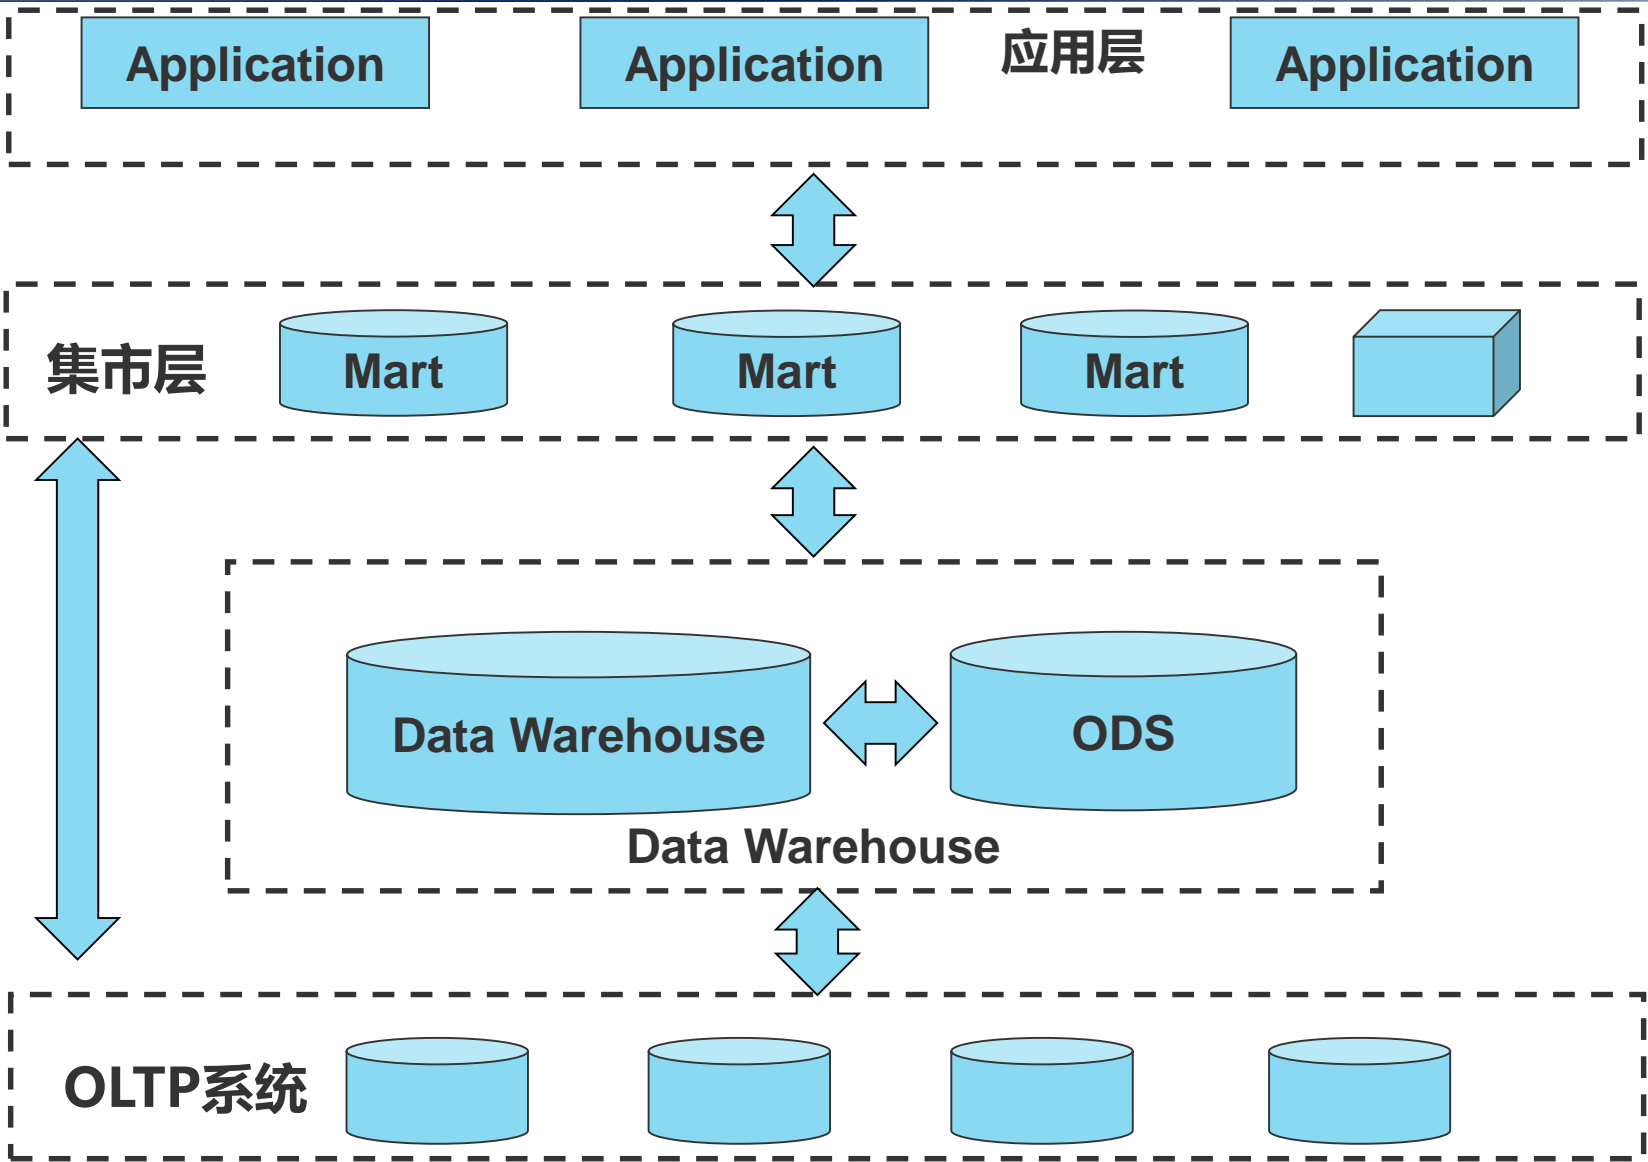 Application
Application
应用层
Application
集市层
Mart
Mart
Mart
Data Warehouse
ODS
Data Warehouse
OLTP系统